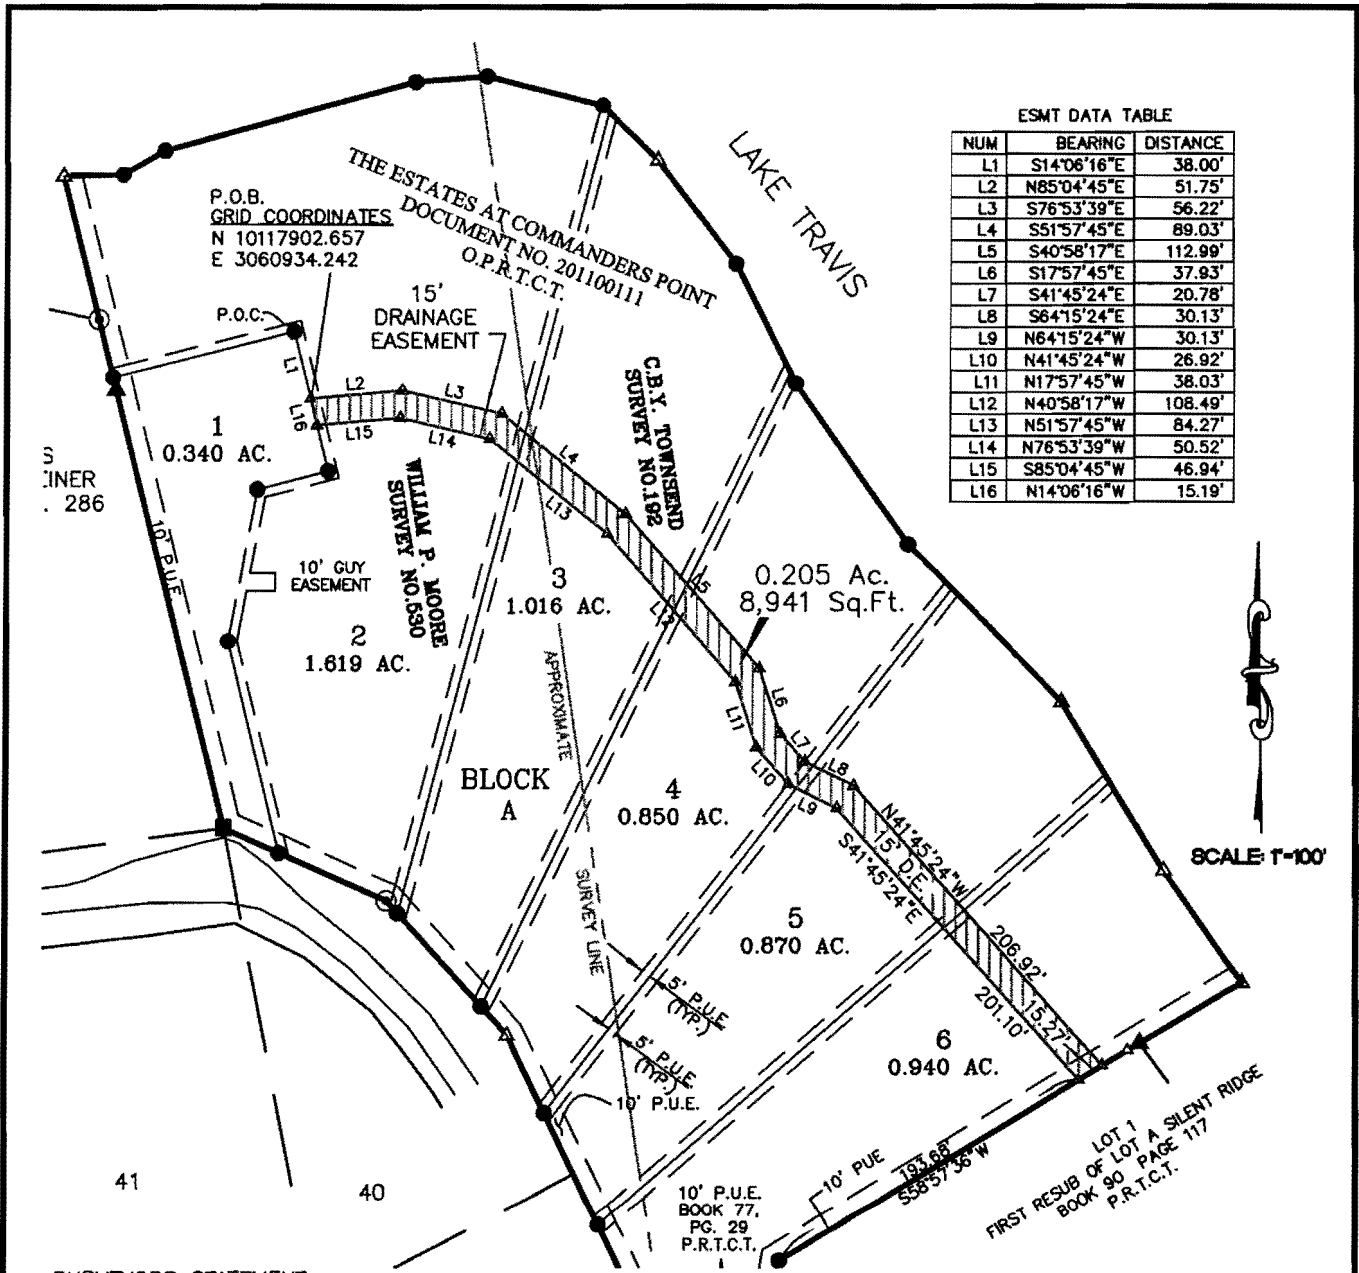 ESMT DATA TABLE
NUM BEARING DISTANCE
L1 S14°06'16"E 38.00'
L2 N85°04'45"E 51.75'
L3 S76°53'39"E 56.22'
L4 S51°57'45"E 89.03'
L5 S40°58'17"E 112.99'
L6 S17°57'45"E 37.93'
L7 S41°45'24"E 20.78'
L8 S64°15'24"E 30.13'
L9 N64°15'24"W 30.13'
L10 N41°45'24"W 26.92'
L11 N17°57'45"W 38.03'
L12 N40°58'17"W 108.49'
L13 N51°57'45"W 84.27'
L14 N76°53'39"W 50.52'
L15 S85°04'45"W 46.94'
L16 N14°06'16"W 15.19'
LAKE TRAVIS
THE ESTATES AT COMMANDERS POINT
DOCUMENT NO. 201100111
O.P.R.T.C.T.
P.O.B.
GRID COORDINATES
N 10117902.657
E 3060934.242
15'
DRAINAGE
EASEMENT
P.O.C.
L1
L2
L3
L16
L15
L14
L4
L13
C.B.Y. TOWNSEND
SURVEY NO.192
1
0.340 AC.
S
INER
. 286
WILLIAM P. MOORE
SURVEY NO.530
10' P.U.E.
10' GUY
EASEMENT
2
1.619 AC.
3
1.016 AC.
L5
L12
0.205 Ac.
8,941 Sq.Ft.
APPROXIMATE
SURVEY LINE
L6
L11
L7
L8
L10
L9
BLOCK
A
4
0.850 AC.
N41°45'24"W
15' D.E.
S41°45'24"E
206.92'
201.10'
15.27'
SCALE: 1"=100'
5
0.870 AC.
5' P.U.E
(TYP.)
5' P.U.E
(TYP.)
10' P.U.E.
6
0.940 AC.
10' PUE
193.68'
S58°57'36"W
LOT 1
FIRST RESUB OF LOT A SILENT RIDGE
BOOK 90 PAGE 117
P.R.T.C.T.
41
40
10' P.U.E.
BOOK 77,
PG. 29
P.R.T.C.T.